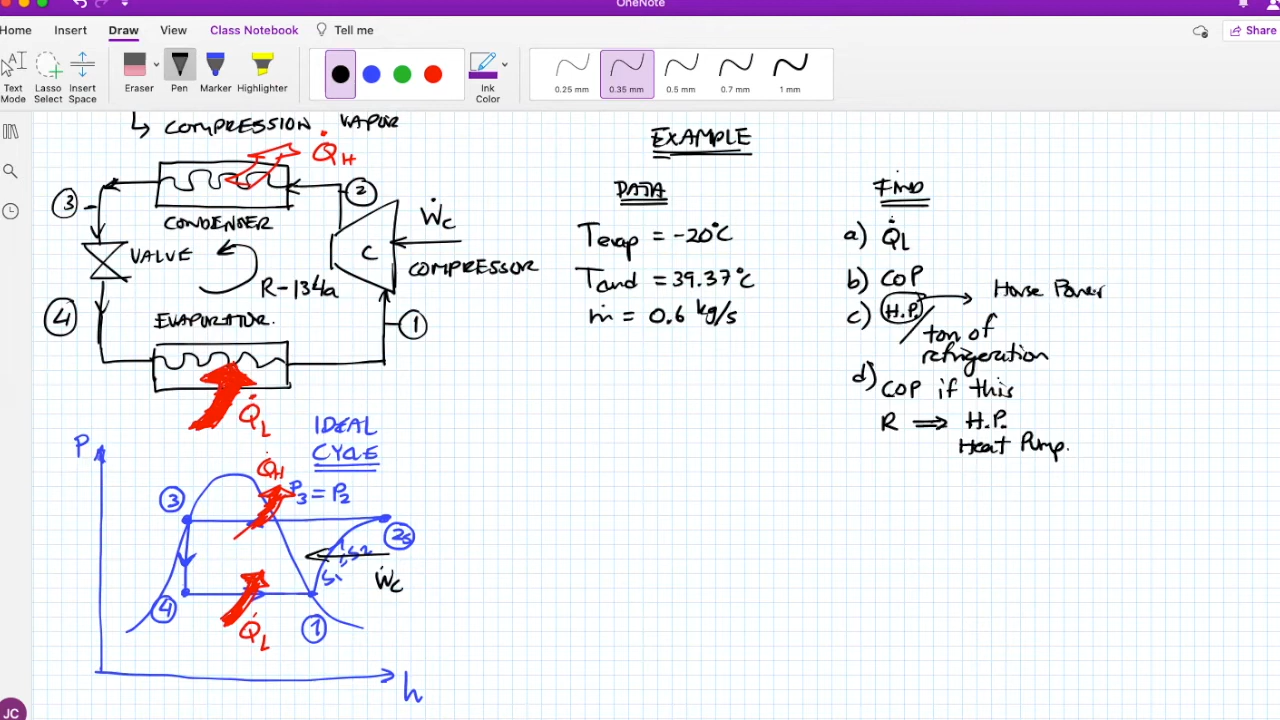 OneNote
Home Insert Draw View Class Notebook Tell me
Share
Text Mode
Lasso Select
Insert Space
Eraser
Pen
Marker
Highlighter
Ink Color
0.25 mm
0.35 mm
0.5 mm
0.7 mm
1 mm
↳ COMPRESSION VAPOR
Q̇H
③
②
CONDENSER
Ẇc
VALVE
C
COMPRESSOR
R-134a
④
EVAPORATOR.
①
Q̇L
IDEAL
CYCLE
P
Q̇H
③
P3 = P2
2s
Ẇc
④
Q̇L
①
h
EXAMPLE
DATA
Tevap = -20°C
Tcond = 39.37°C
ṁ = 0.6 kg/s
FIND
a) Q̇L
b) COP
c) H.P. / ton of refrigeration
Horse Power
d) COP if this
R ⟹ H.P.
Heat Pump.
JC